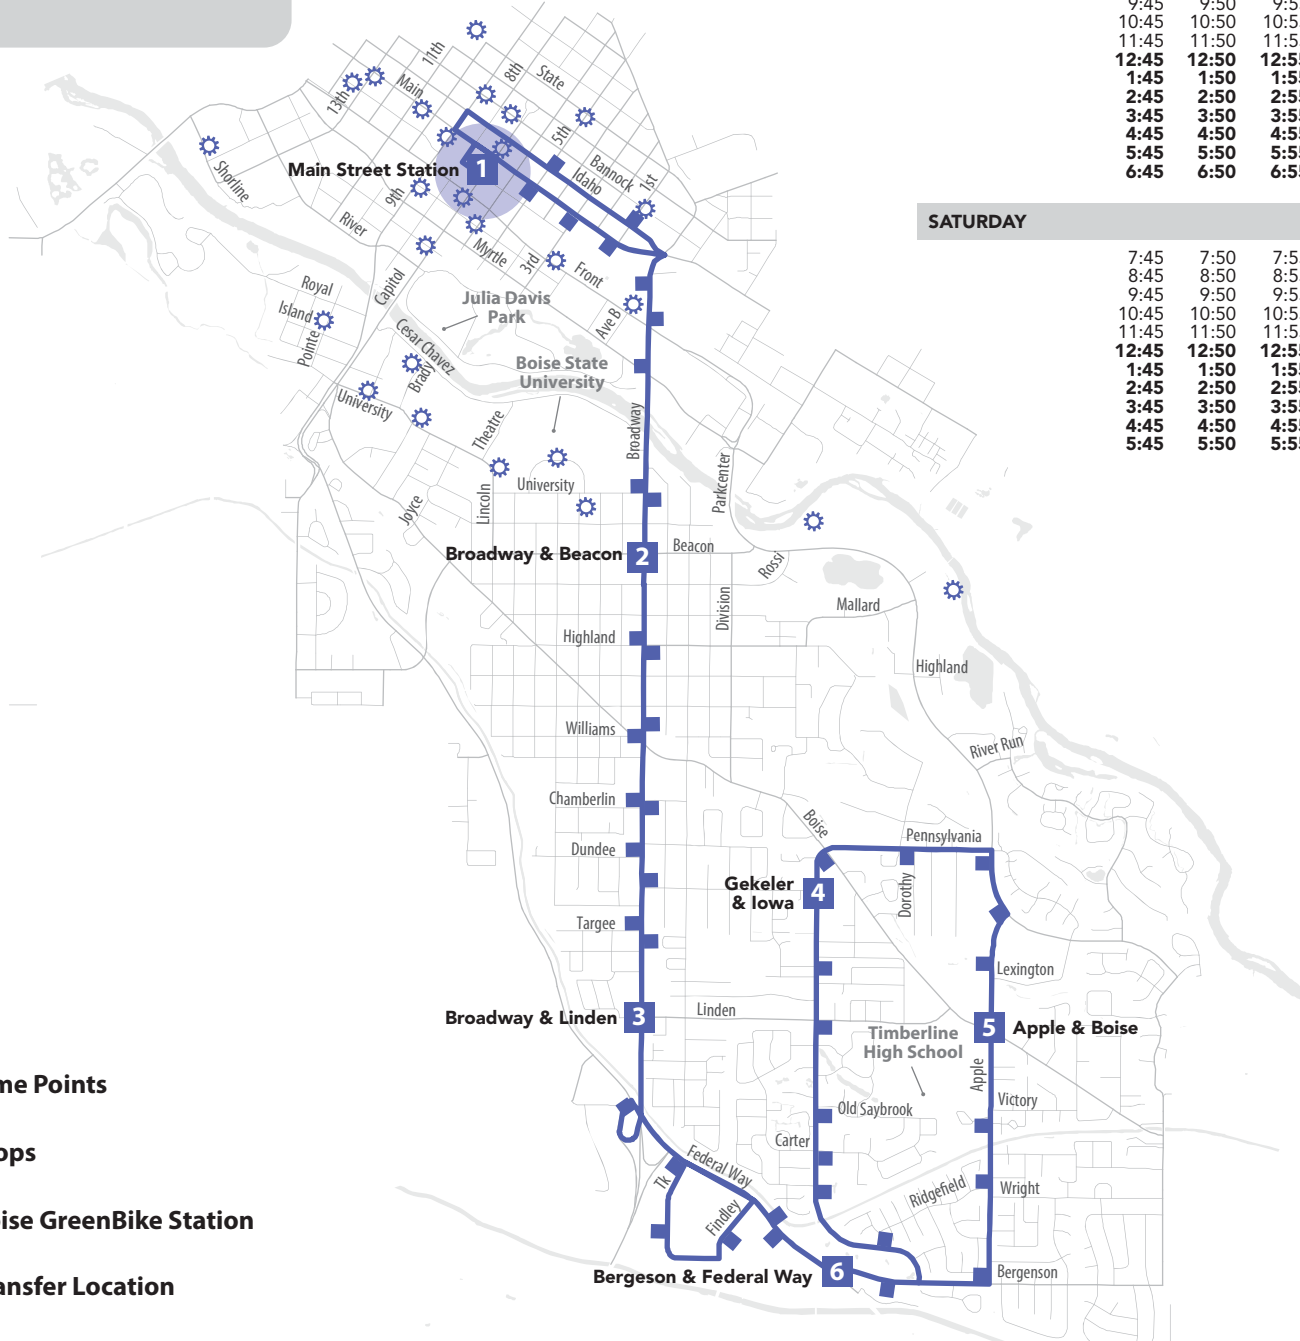 9:45 9:50
10:45 10:50
11:45 11:50
12:45 12:50 12:55
1:45 1:50
2:45 2:50
3:45 3:50
4:45 4:50
5:45 5:50
6:45 6:50
SATURDAY
7:45 7:50
8:45 8:50
9:45 9:50
10:45 10:50
11:45 11:50
12:45 12:50 12:55
1:45 1:50
2:45 2:50
3:45 3:50
4:45 4:50
5:45 5:50
11th
8th
State
Main
13th
5th
Bannock
Idaho
1st
Main Street Station 1
Shorline
9th
River
Myrtle
3rd
Front
Capitol
Royal
Island
Pointe
Julia Davis
Park
Ave B
Cesar Chavez
Boise State
University
Brady
University
Theatre
Broadway
Parkcenter
University
Lincoln
Joyce
Broadway & Beacon 2
Beacon
Rossi
Division
Mallard
Highland
Highland
Williams
River Run
Chamberlin
Boise
Pennsylvania
Dundee
Gekeler
& Iowa 4
Dorothy
Targee
Lexington
Broadway & Linden 3
Linden
Timberline
High School
5 Apple & Boise
Apple
Victory
Old Saybrook
Carter
Federal Way
Tk
Findley
Ridgefield
Wright
Bergeson & Federal Way 6
Bergenson
me Points
ops
ise GreenBike Station
ansfer Location